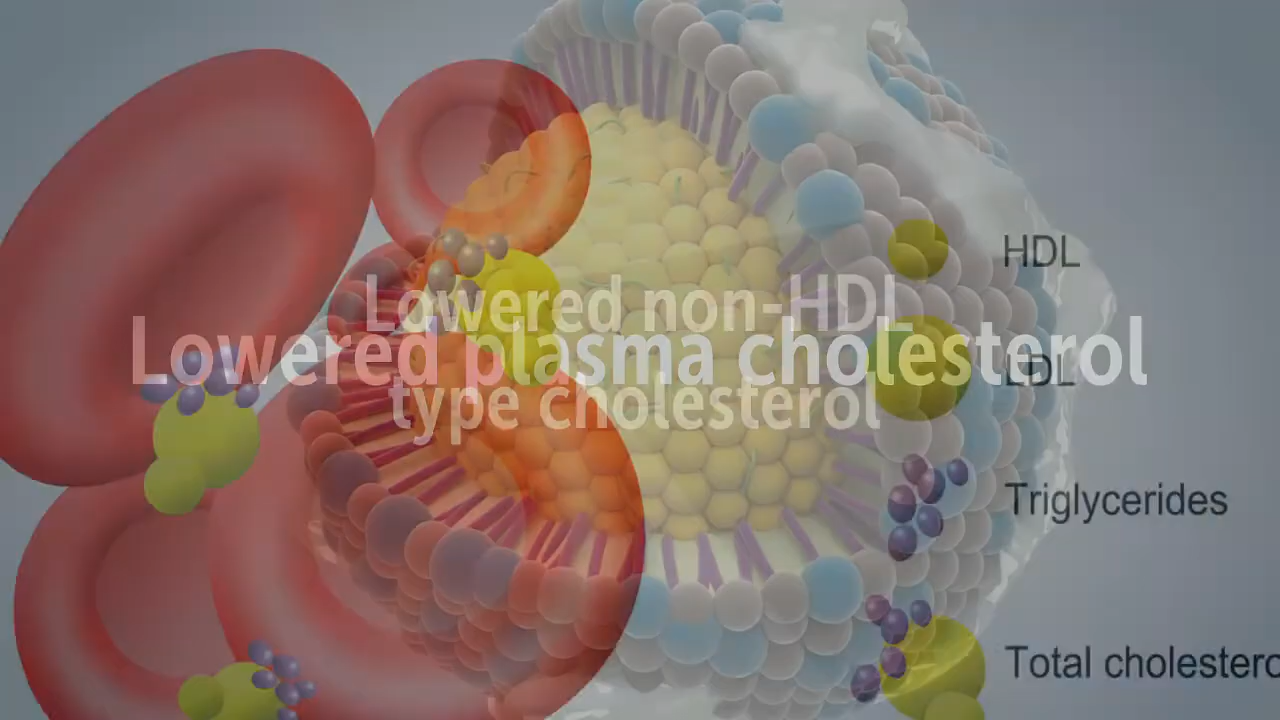 HDL
Lowered non-HDL
Lowered plasma cholesterol
LDL
type cholesterol
Triglycerides
Total cholestero